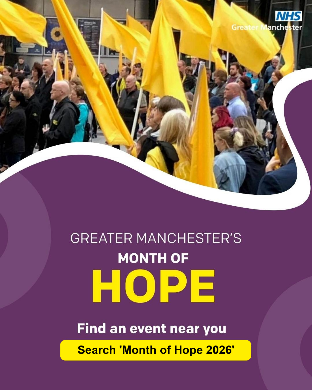 NHS
Greater Manchester
GREATER MANCHESTER'S
MONTH OF
HOPE
Find an event near you
Search 'Month of Hope 2026'